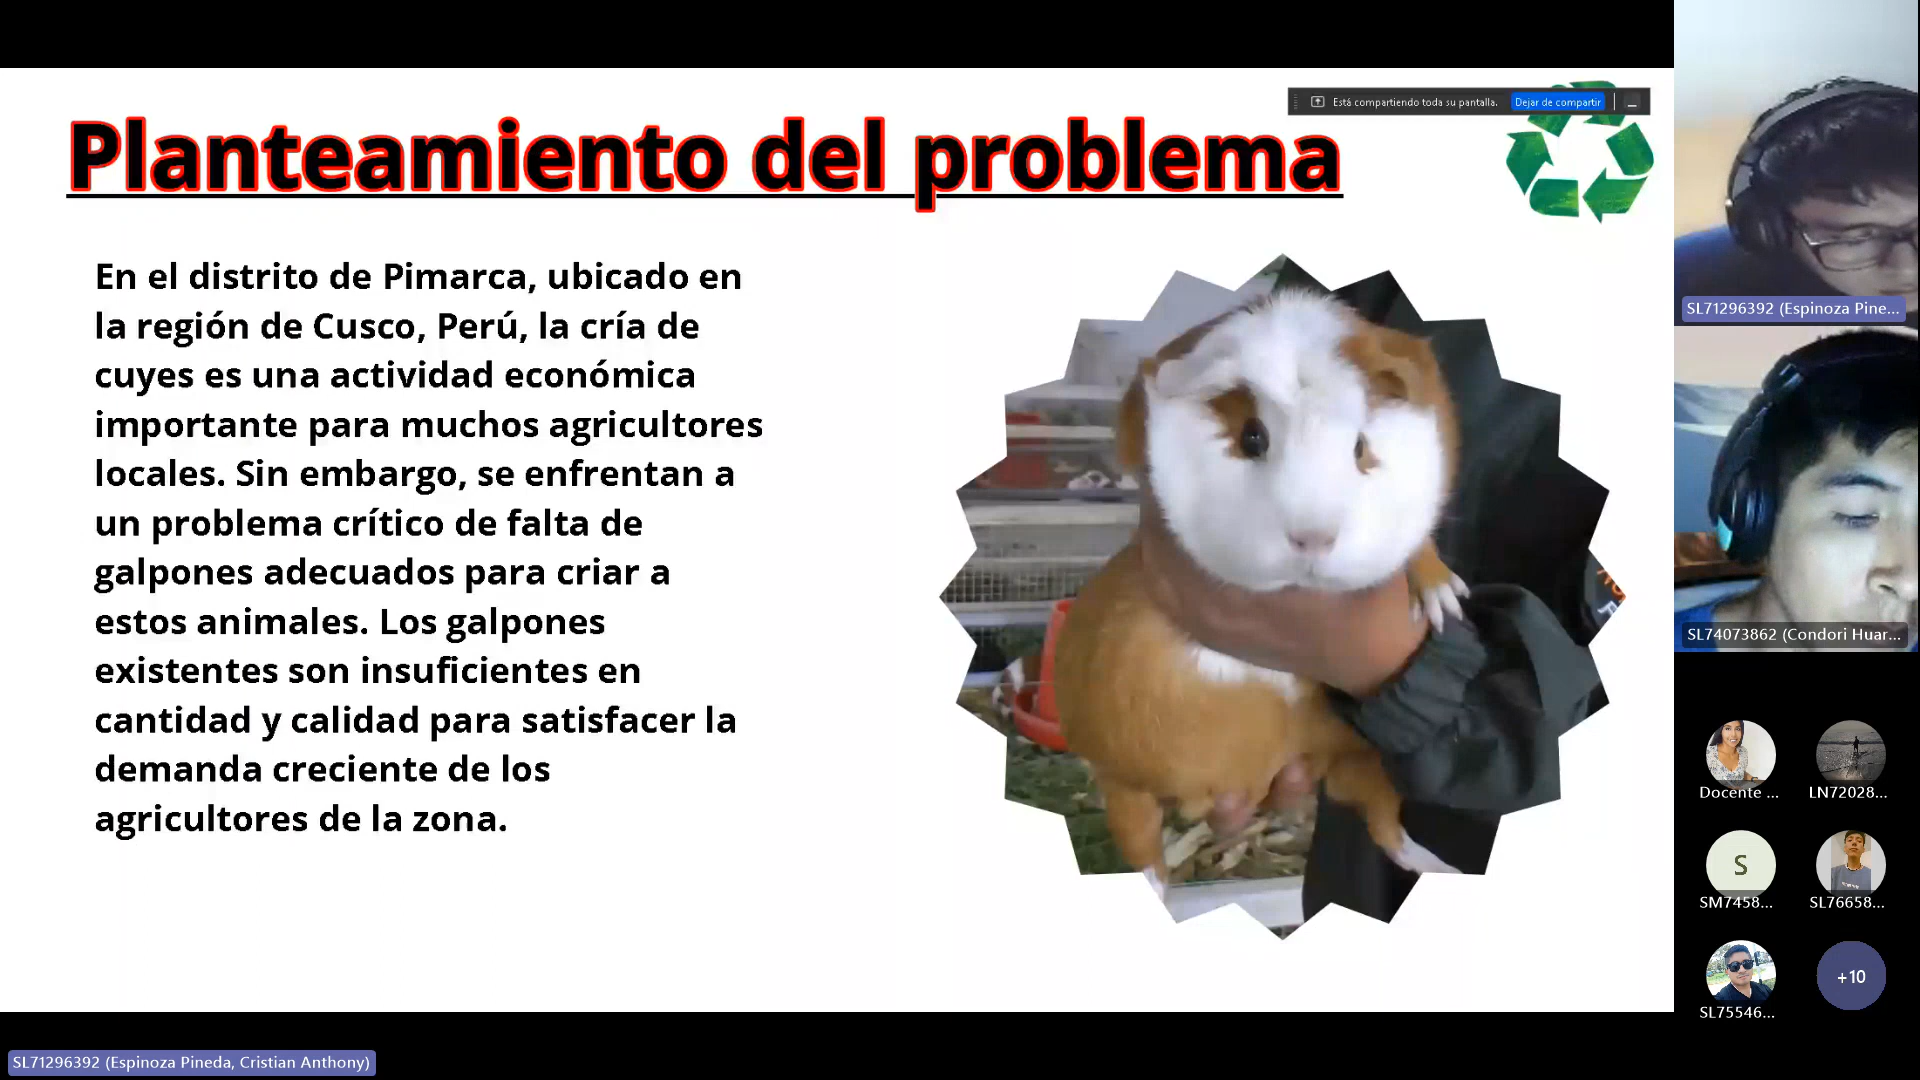 Está compartiendo toda su pantalla.
Dejar de compartir
Planteamiento del problema
En el distrito de Pimarca, ubicado en
la región de Cusco, Perú, la cría de
cuyes es una actividad económica
importante para muchos agricultores
locales. Sin embargo, se enfrentan a
un problema crítico de falta de
galpones adecuados para criar a
estos animales. Los galpones
existentes son insuficientes en
cantidad y calidad para satisfacer la
demanda creciente de los
agricultores de la zona.
SL71296392 (Espinoza Pine...
SL74073862 (Condori Huar...
Docente ...
LN72028...
S
SM7458...
SL76658...
SL75546...
+10
SL71296392 (Espinoza Pineda, Cristian Anthony)